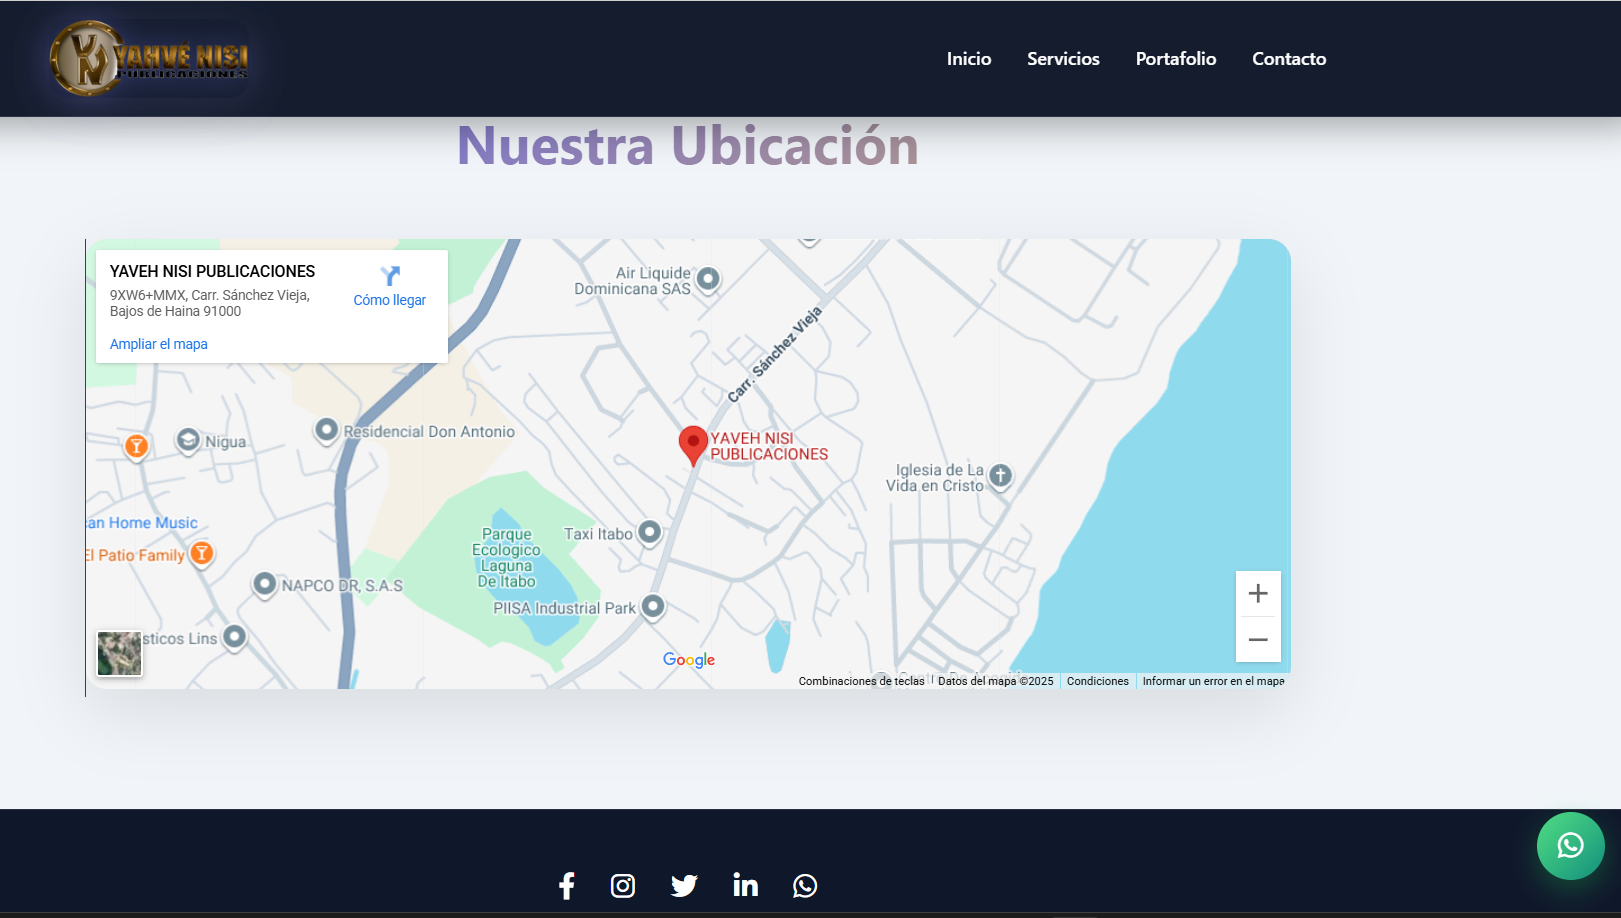 YAHVÉ NISI
PUBLICACIONES
Inicio
Servicios
Portafolio
Contacto
Nuestra Ubicación
YAVEH NISI PUBLICACIONES
9XW6+MMX, Carr. Sánchez Vieja,
Bajos de Haina 91000
Cómo llegar
Ampliar el mapa
Air Liquide
Dominicana SAS
Carr. Sánchez Vieja
Nigua
Residencial Don Antonio
YAVEH NISI
PUBLICACIONES
Iglesia de La
Vida en Cristo
an Home Music
El Patio Family
Parque
Ecologico
Laguna
De Itabo
Taxi Itabo
NAPCO DR, S.A.S
PIISA Industrial Park
sticos Lins
Google
Combinaciones de teclas
Datos del mapa ©2025
Condiciones
Informar un error en el mapa